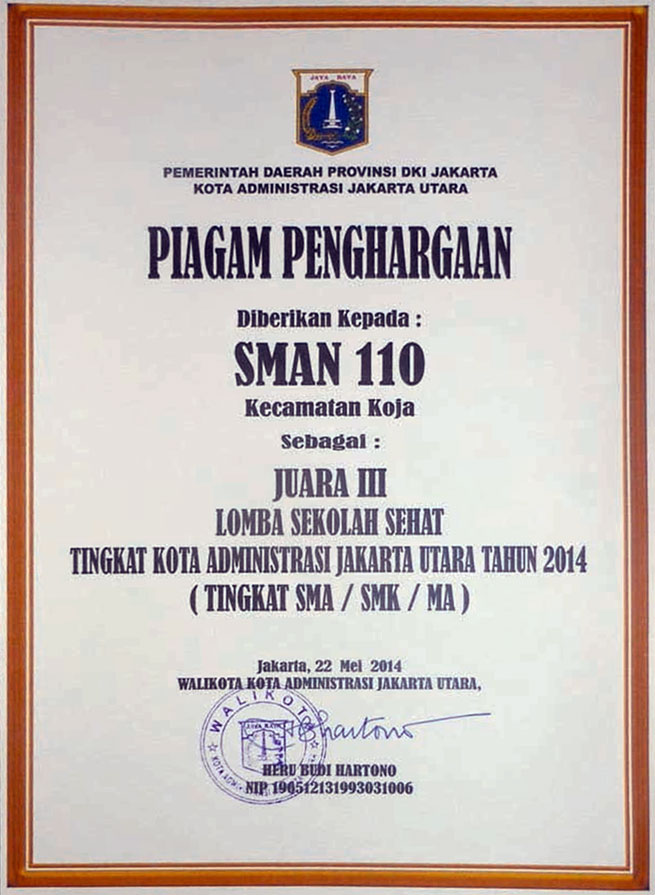 JAYA RAYA
PEMERINTAH DAERAH PROVINSI DKI JAKARTA
KOTA ADMINISTRASI JAKARTA UTARA
PIAGAM PENGHARGAAN
Diberikan Kepada :
SMAN 110
Kecamatan Koja
Sebagai :
JUARA III
LOMBA SEKOLAH SEHAT
TINGKAT KOTA ADMINISTRASI JAKARTA UTARA TAHUN 2014
( TINGKAT SMA / SMK / MA )
Jakarta, 22 Mei 2014
WALIKOTA KOTA ADMINISTRASI JAKARTA UTARA,
WALIKOTA
Hartono
HERU BUDI HARTONO
NIP 196512131993031006